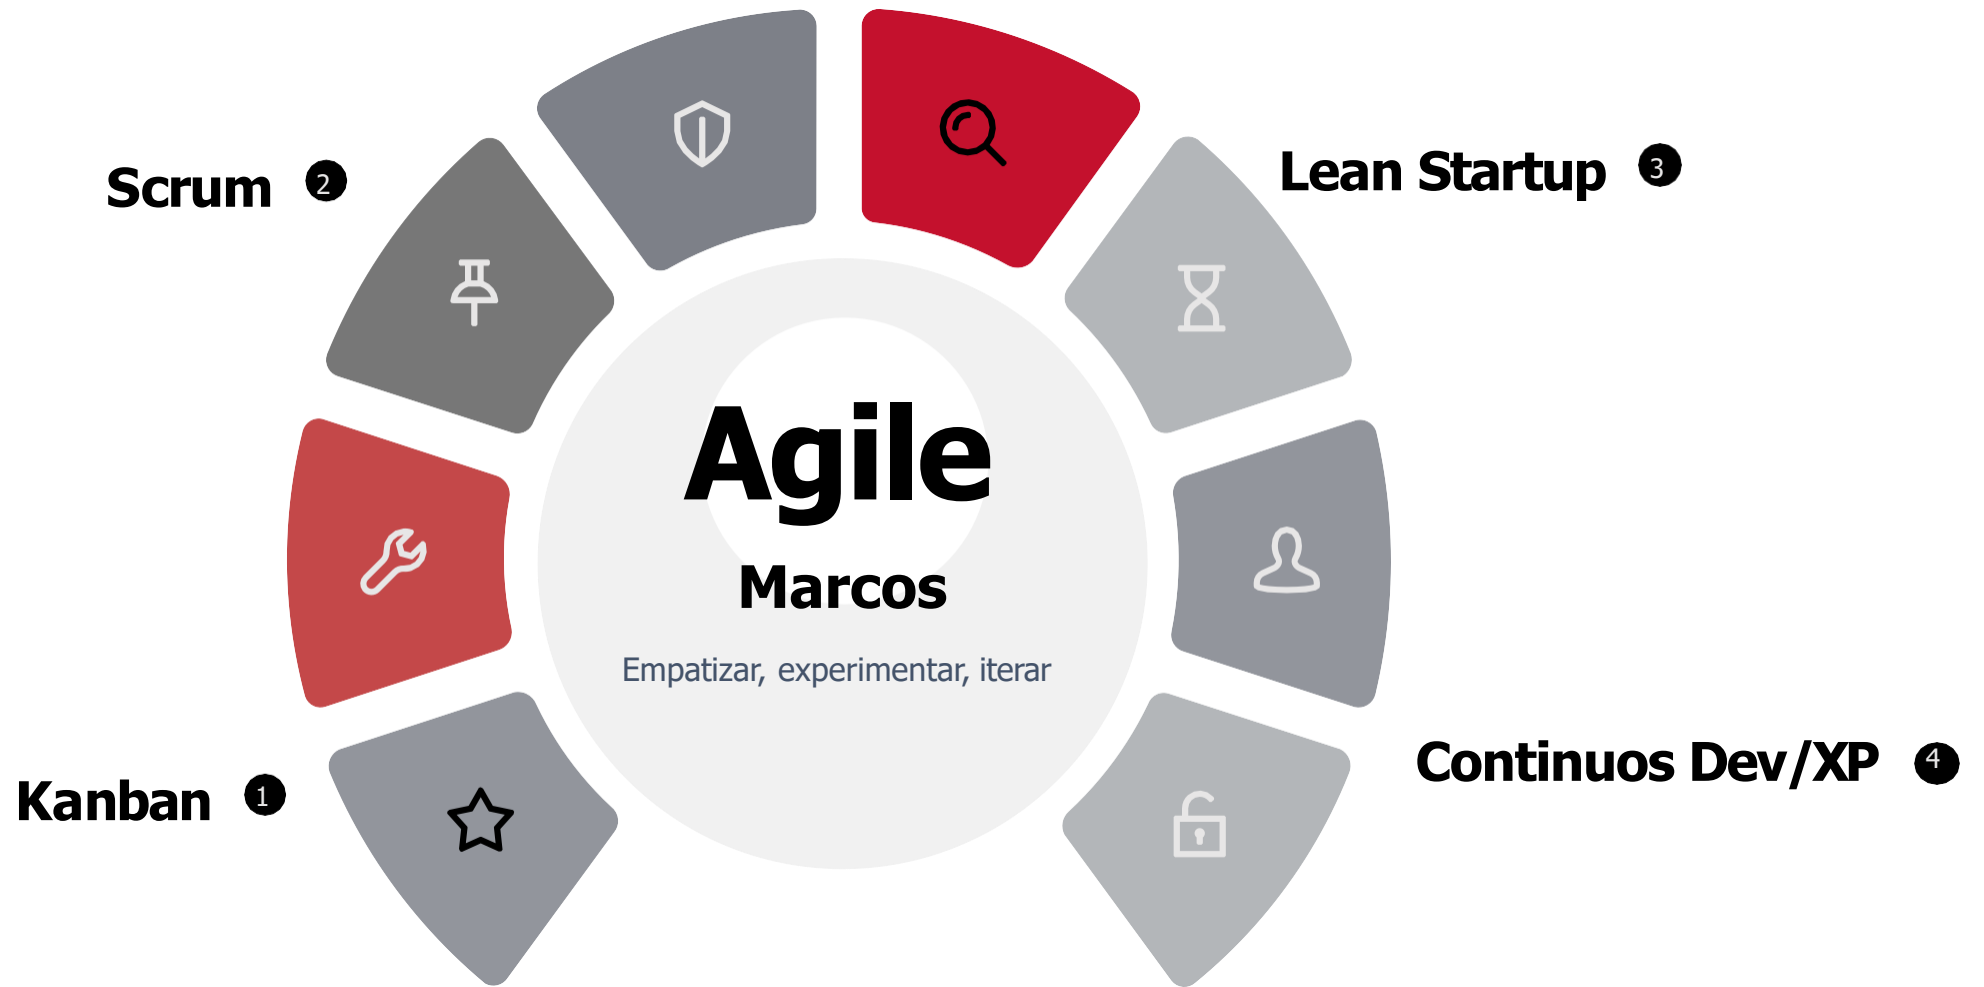 Scrum 2
Lean Startup 3
Agile
Marcos
Empatizar, experimentar, iterar
Kanban 1
Continuos Dev/XP 4